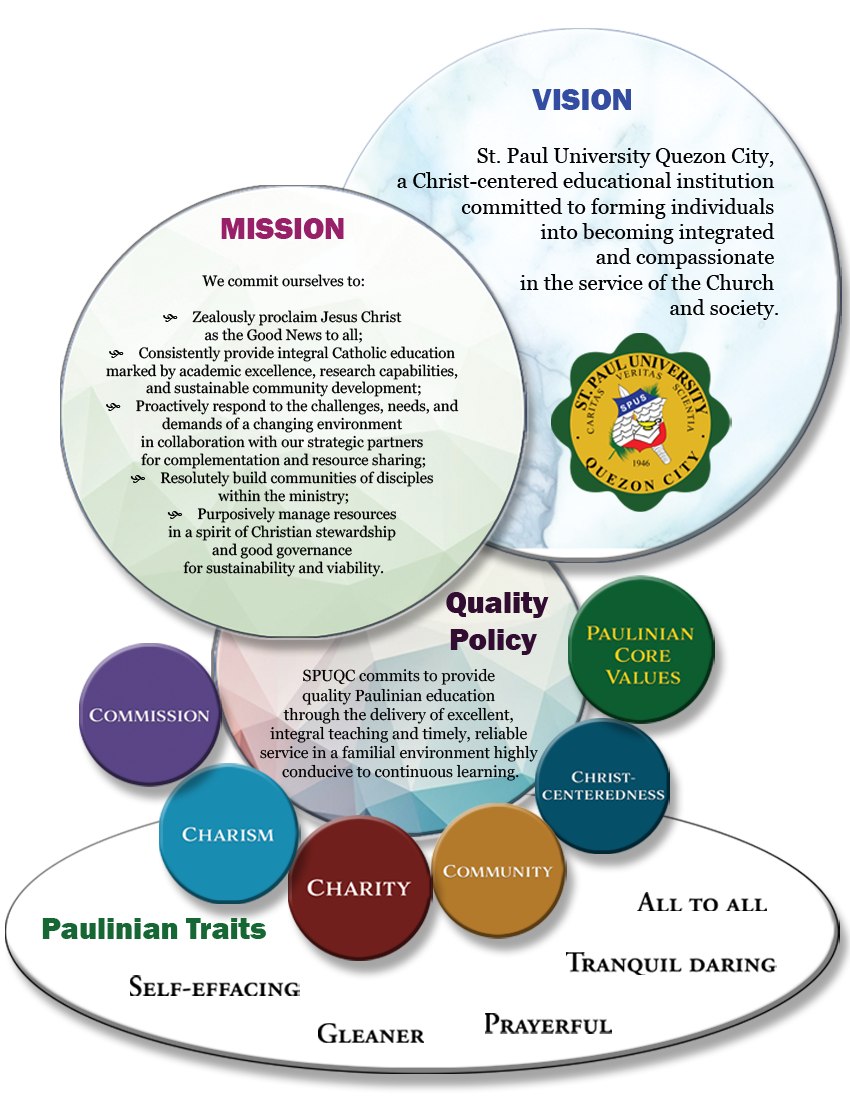 VISION
St. Paul University Quezon City,
a Christ-centered educational institution
committed to forming individuals
into becoming integrated
and compassionate
in the service of the Church
and society.
ST. PAUL UNIVERSITY
CARITAS VERITAS SCIENTIA
SPUS
1946
QUEZON CITY
MISSION
We commit ourselves to:
Zealously proclaim Jesus Christ
as the Good News to all;
Consistently provide integral Catholic education
marked by academic excellence, research capabilities,
and sustainable community development;
Proactively respond to the challenges, needs, and
demands of a changing environment
in collaboration with our strategic partners
for complementation and resource sharing;
Resolutely build communities of disciples
within the ministry;
Purposively manage resources
in a spirit of Christian stewardship
and good governance
for sustainability and viability.
Quality
Policy
SPUQC commits to provide
quality Paulinian education
through the delivery of excellent,
integral teaching and timely, reliable
service in a familial environment highly
conducive to continuous learning.
PAULINIAN
CORE
VALUES
CHRIST-
CENTEREDNESS
COMMISSION
CHARISM
CHARITY
COMMUNITY
Paulinian Traits
ALL TO ALL
TRANQUIL DARING
SELF-EFFACING
GLEANER
PRAYERFUL